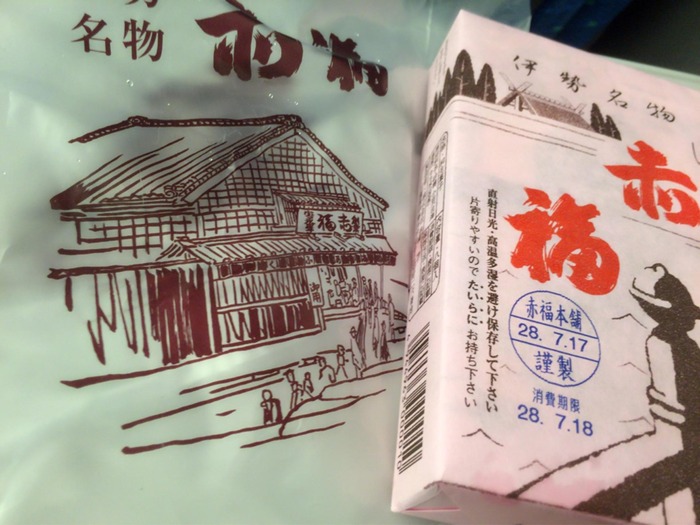 名物
赤福
伊勢名物
赤
福
直射日光・高温多湿を避け保存して下さい
片寄りやすいのでたいらにお持ち下さい
赤福本舗
28. 7.17
謹製
消費期限
28. 7.18